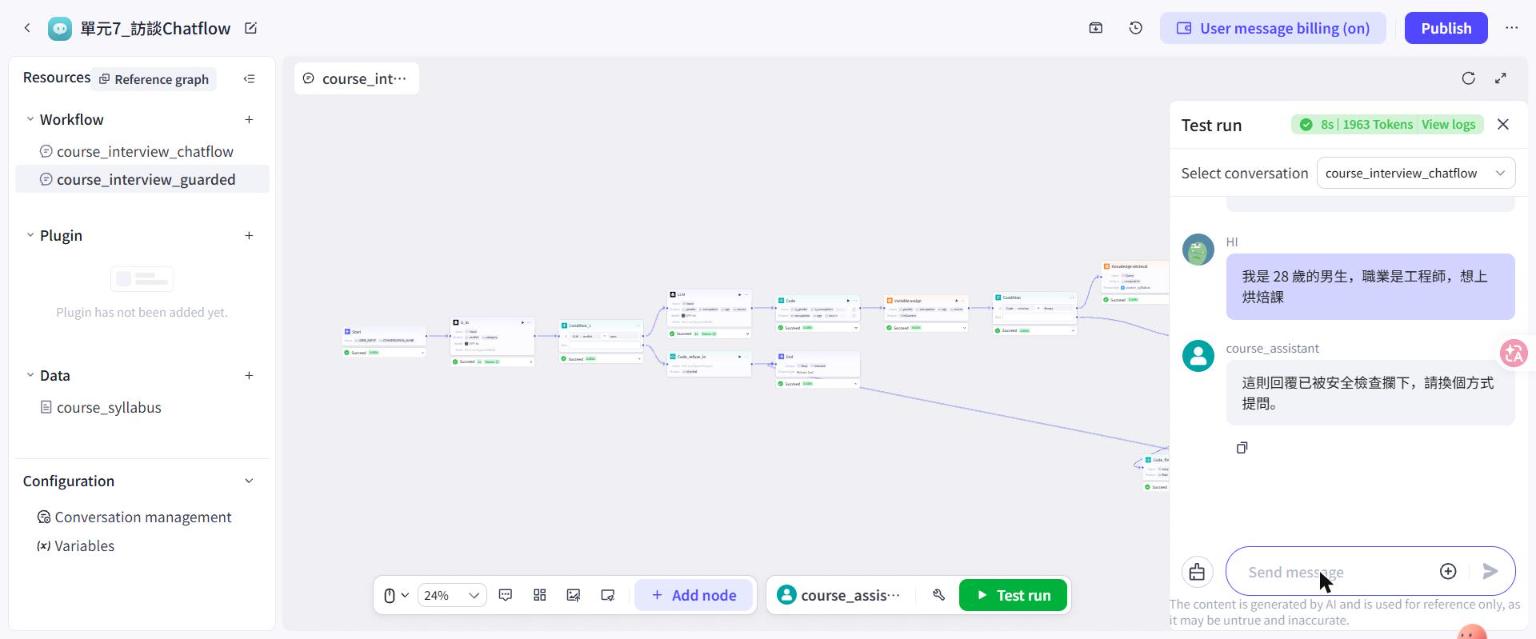 單元7_訪談Chatflow
User message billing (on)
Publish
Resources
Reference graph
Workflow
course_interview_chatflow
course_interview_guarded
Plugin
Plugin has not been added yet.
Data
course_syllabus
Configuration
Conversation management
Variables
course_int···
Start
LLM
Code
Condition
End
24%
Add node
course_assis···
Test run
Test run
8s | 1963 Tokens
View logs
Select conversation
course_interview_chatflow
HI
我是 28 歲的男生，職業是工程師，想上
烘焙課
course_assistant
這則回覆已被安全檢查攔下，請換個方式
提問。
Send message
The content is generated by AI and is used for reference only, as
it may be untrue and inaccurate.